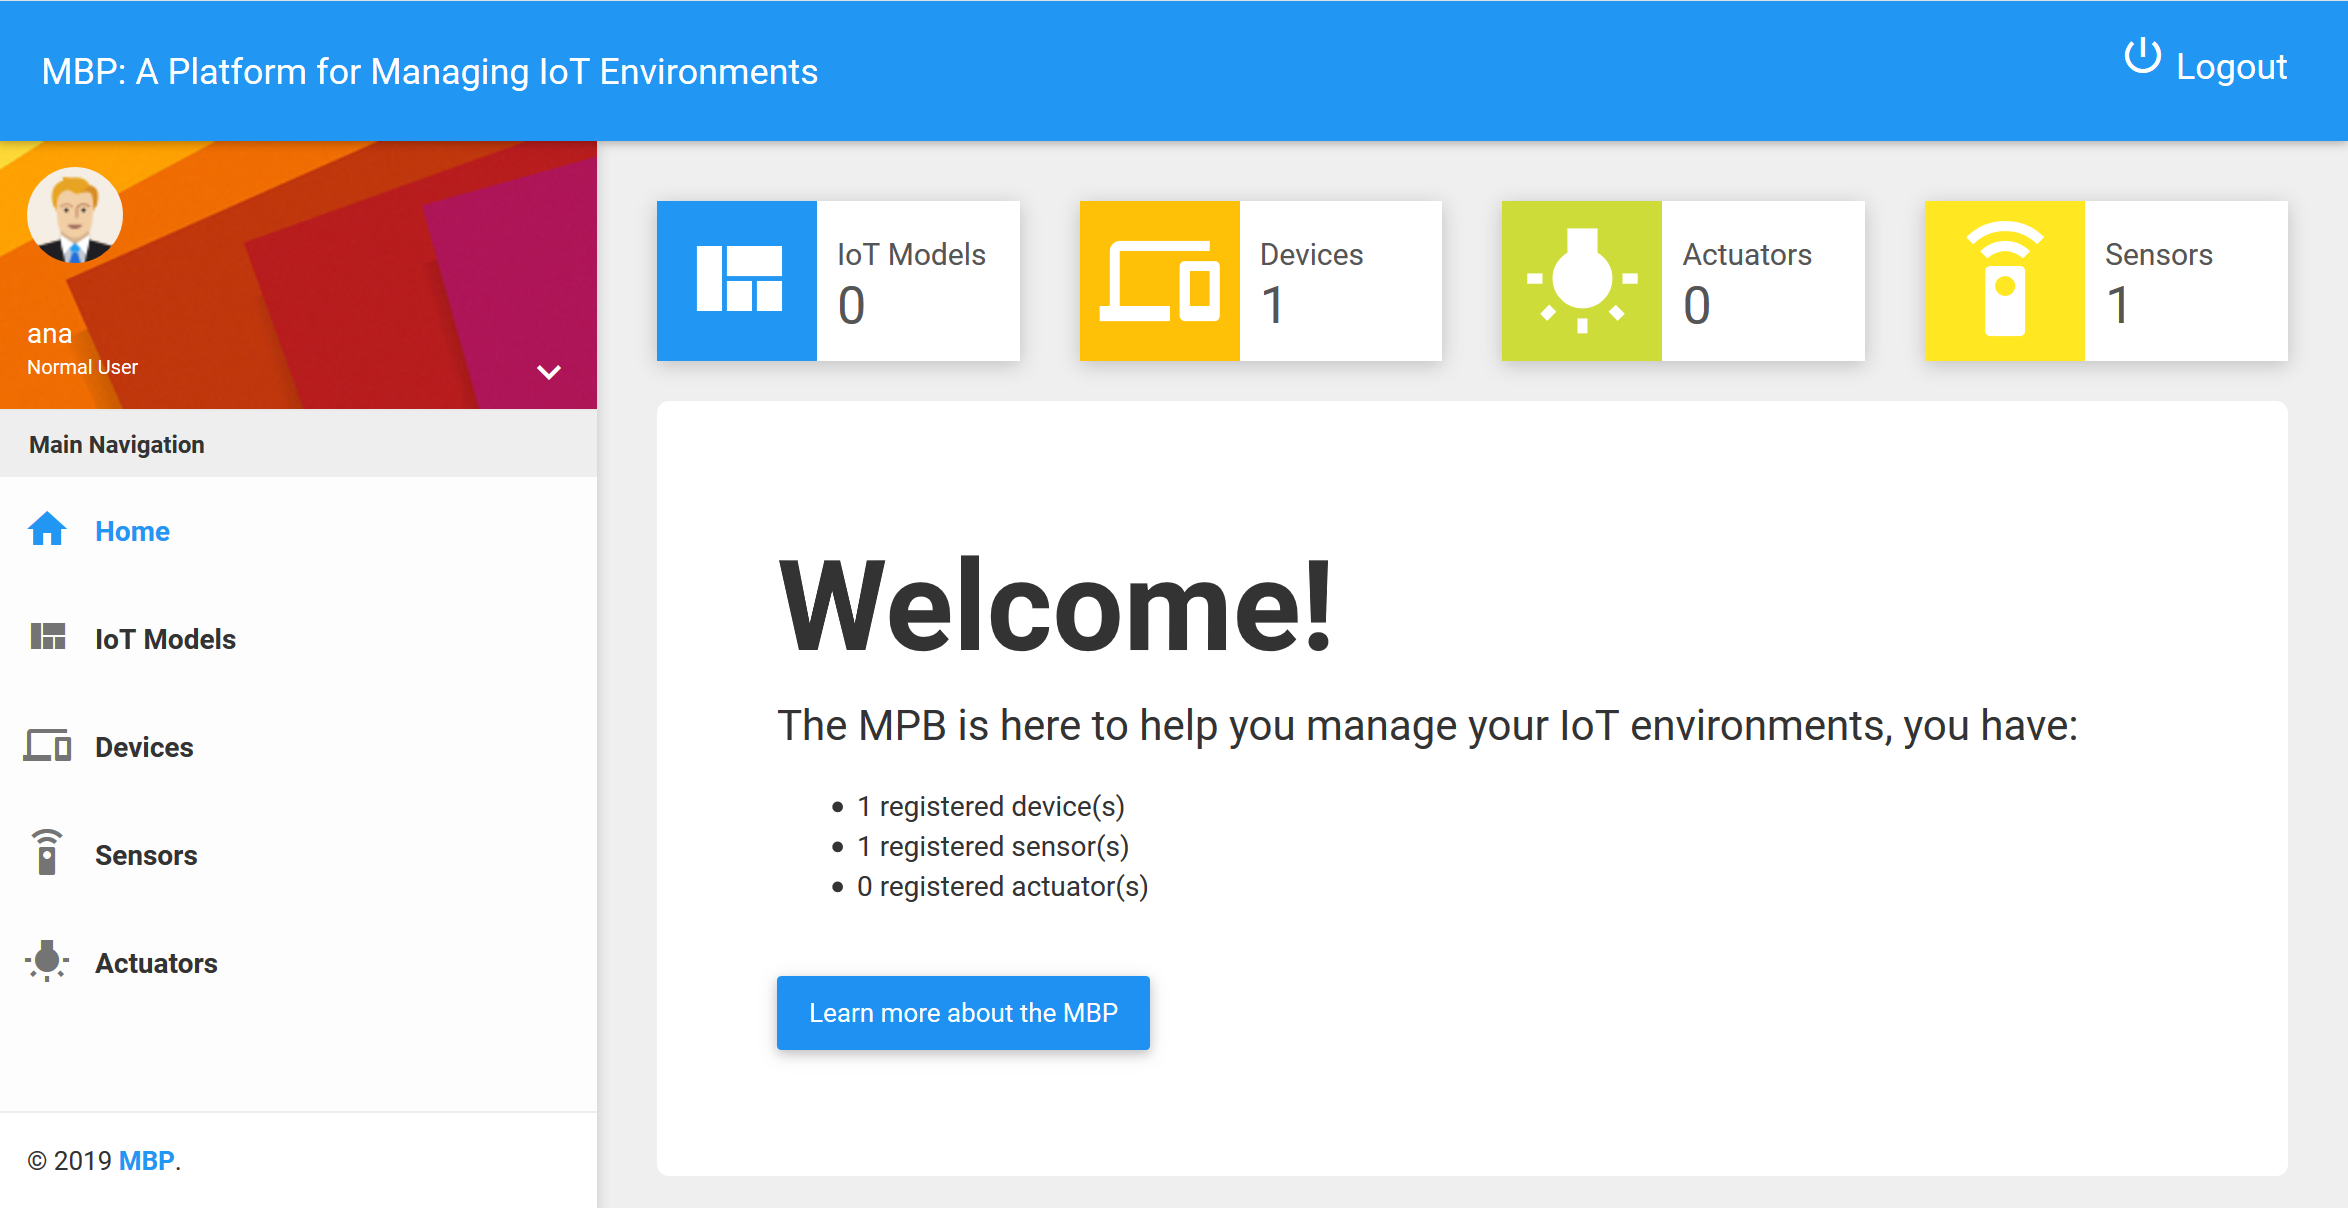 MBP: A Platform for Managing IoT Environments
Logout
ana
Normal User
Main Navigation
Home
IoT Models
Devices
Sensors
Actuators
© 2019 MBP.
IoT Models
0
Devices
1
Actuators
0
Sensors
1
Welcome!
The MPB is here to help you manage your IoT environments, you have:
• 1 registered device(s)
• 1 registered sensor(s)
• 0 registered actuator(s)
Learn more about the MBP